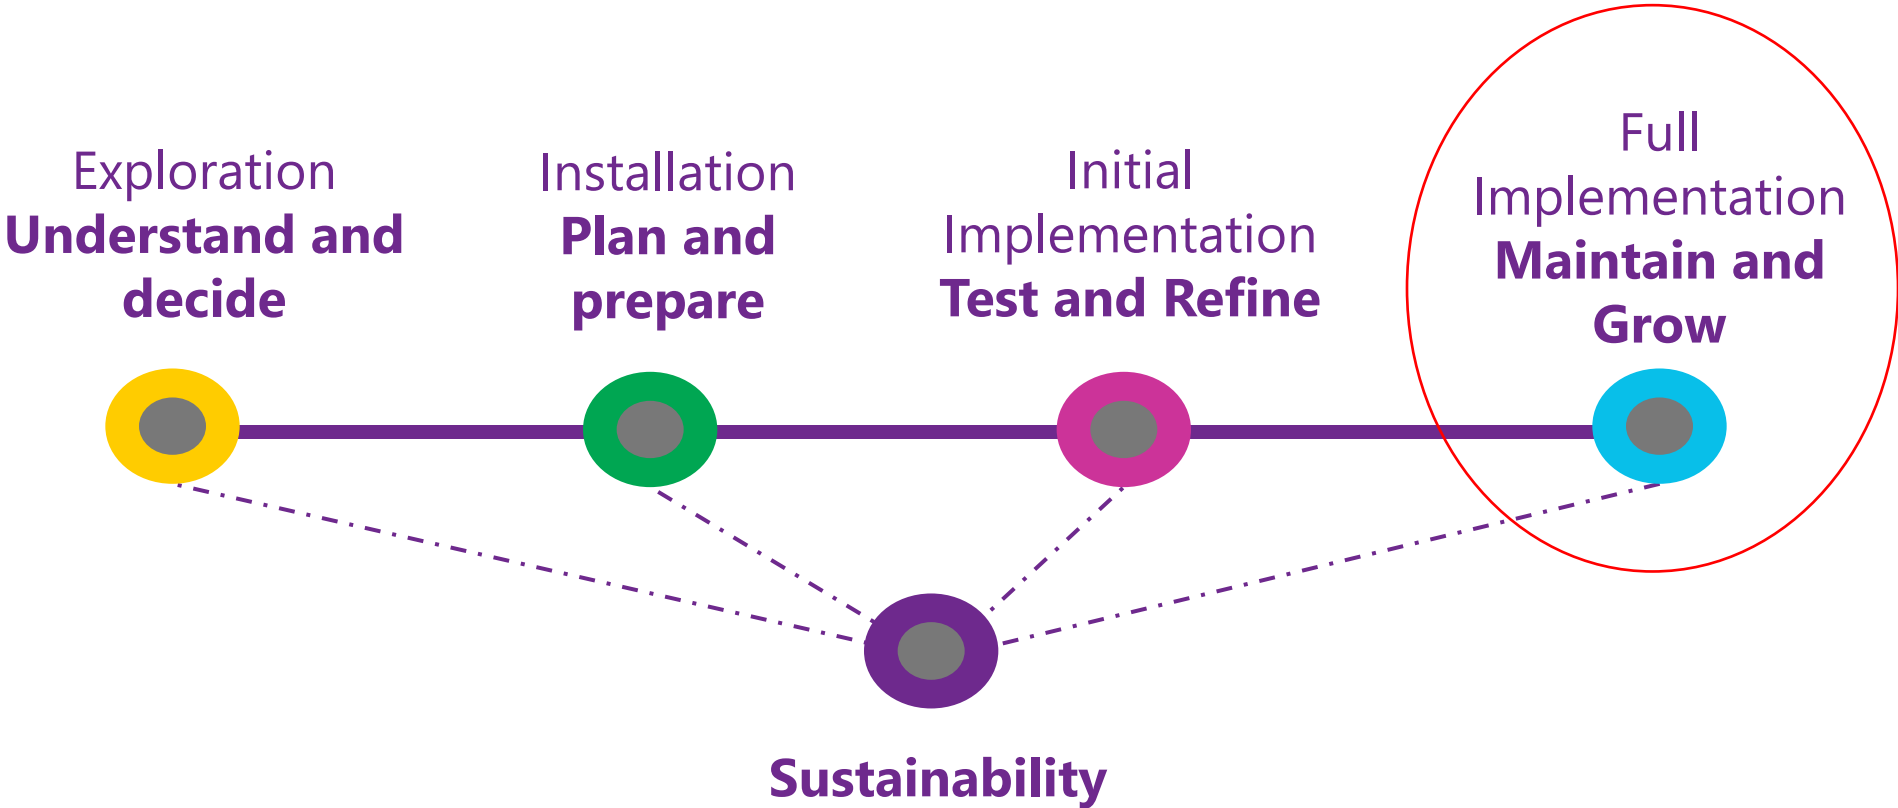 Exploration
Understand and
decide
Installation
Plan and
prepare
Initial
Implementation
Test and Refine
Full
Implementation
Maintain and
Grow
Sustainability